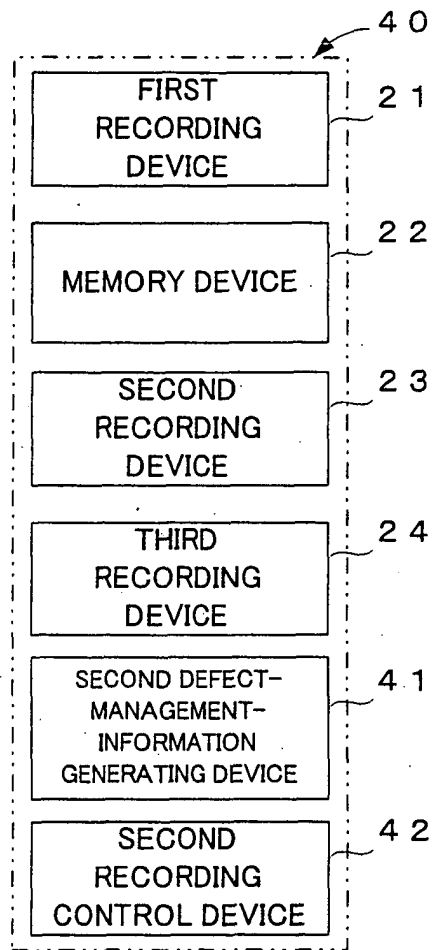 40
FIRST
RECORDING
DEVICE
21
MEMORY DEVICE
22
SECOND
RECORDING
DEVICE
23
THIRD
RECORDING
DEVICE
24
SECOND DEFECT-
MANAGEMENT-
INFORMATION
GENERATING DEVICE
41
SECOND
RECORDING
CONTROL DEVICE
42